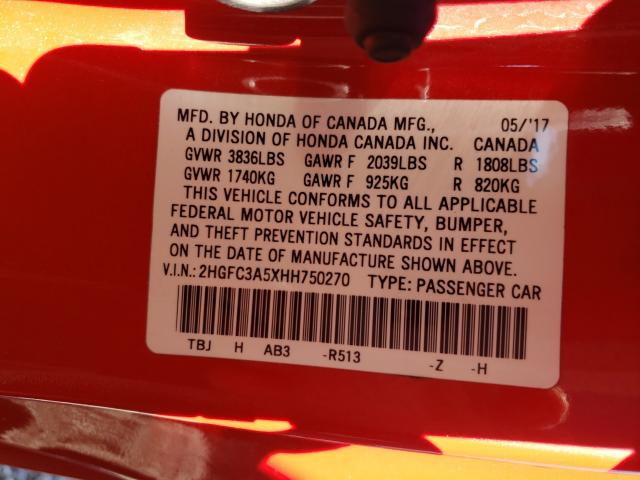 MFD. BY HONDA OF CANADA MFG., 05/'17
A DIVISION OF HONDA CANADA INC. CANADA
GVWR 3836LBS GAWR F 2039LBS R 1808LBS
GVWR 1740KG GAWR F 925KG R 820KG
THIS VEHICLE CONFORMS TO ALL APPLICABLE
FEDERAL MOTOR VEHICLE SAFETY, BUMPER,
AND THEFT PREVENTION STANDARDS IN EFFECT
ON THE DATE OF MANUFACTURE SHOWN ABOVE.
V.I.N.: 2HGFC3A5XHH750270 TYPE: PASSENGER CAR
TBJ H AB3 -R513 -Z -H